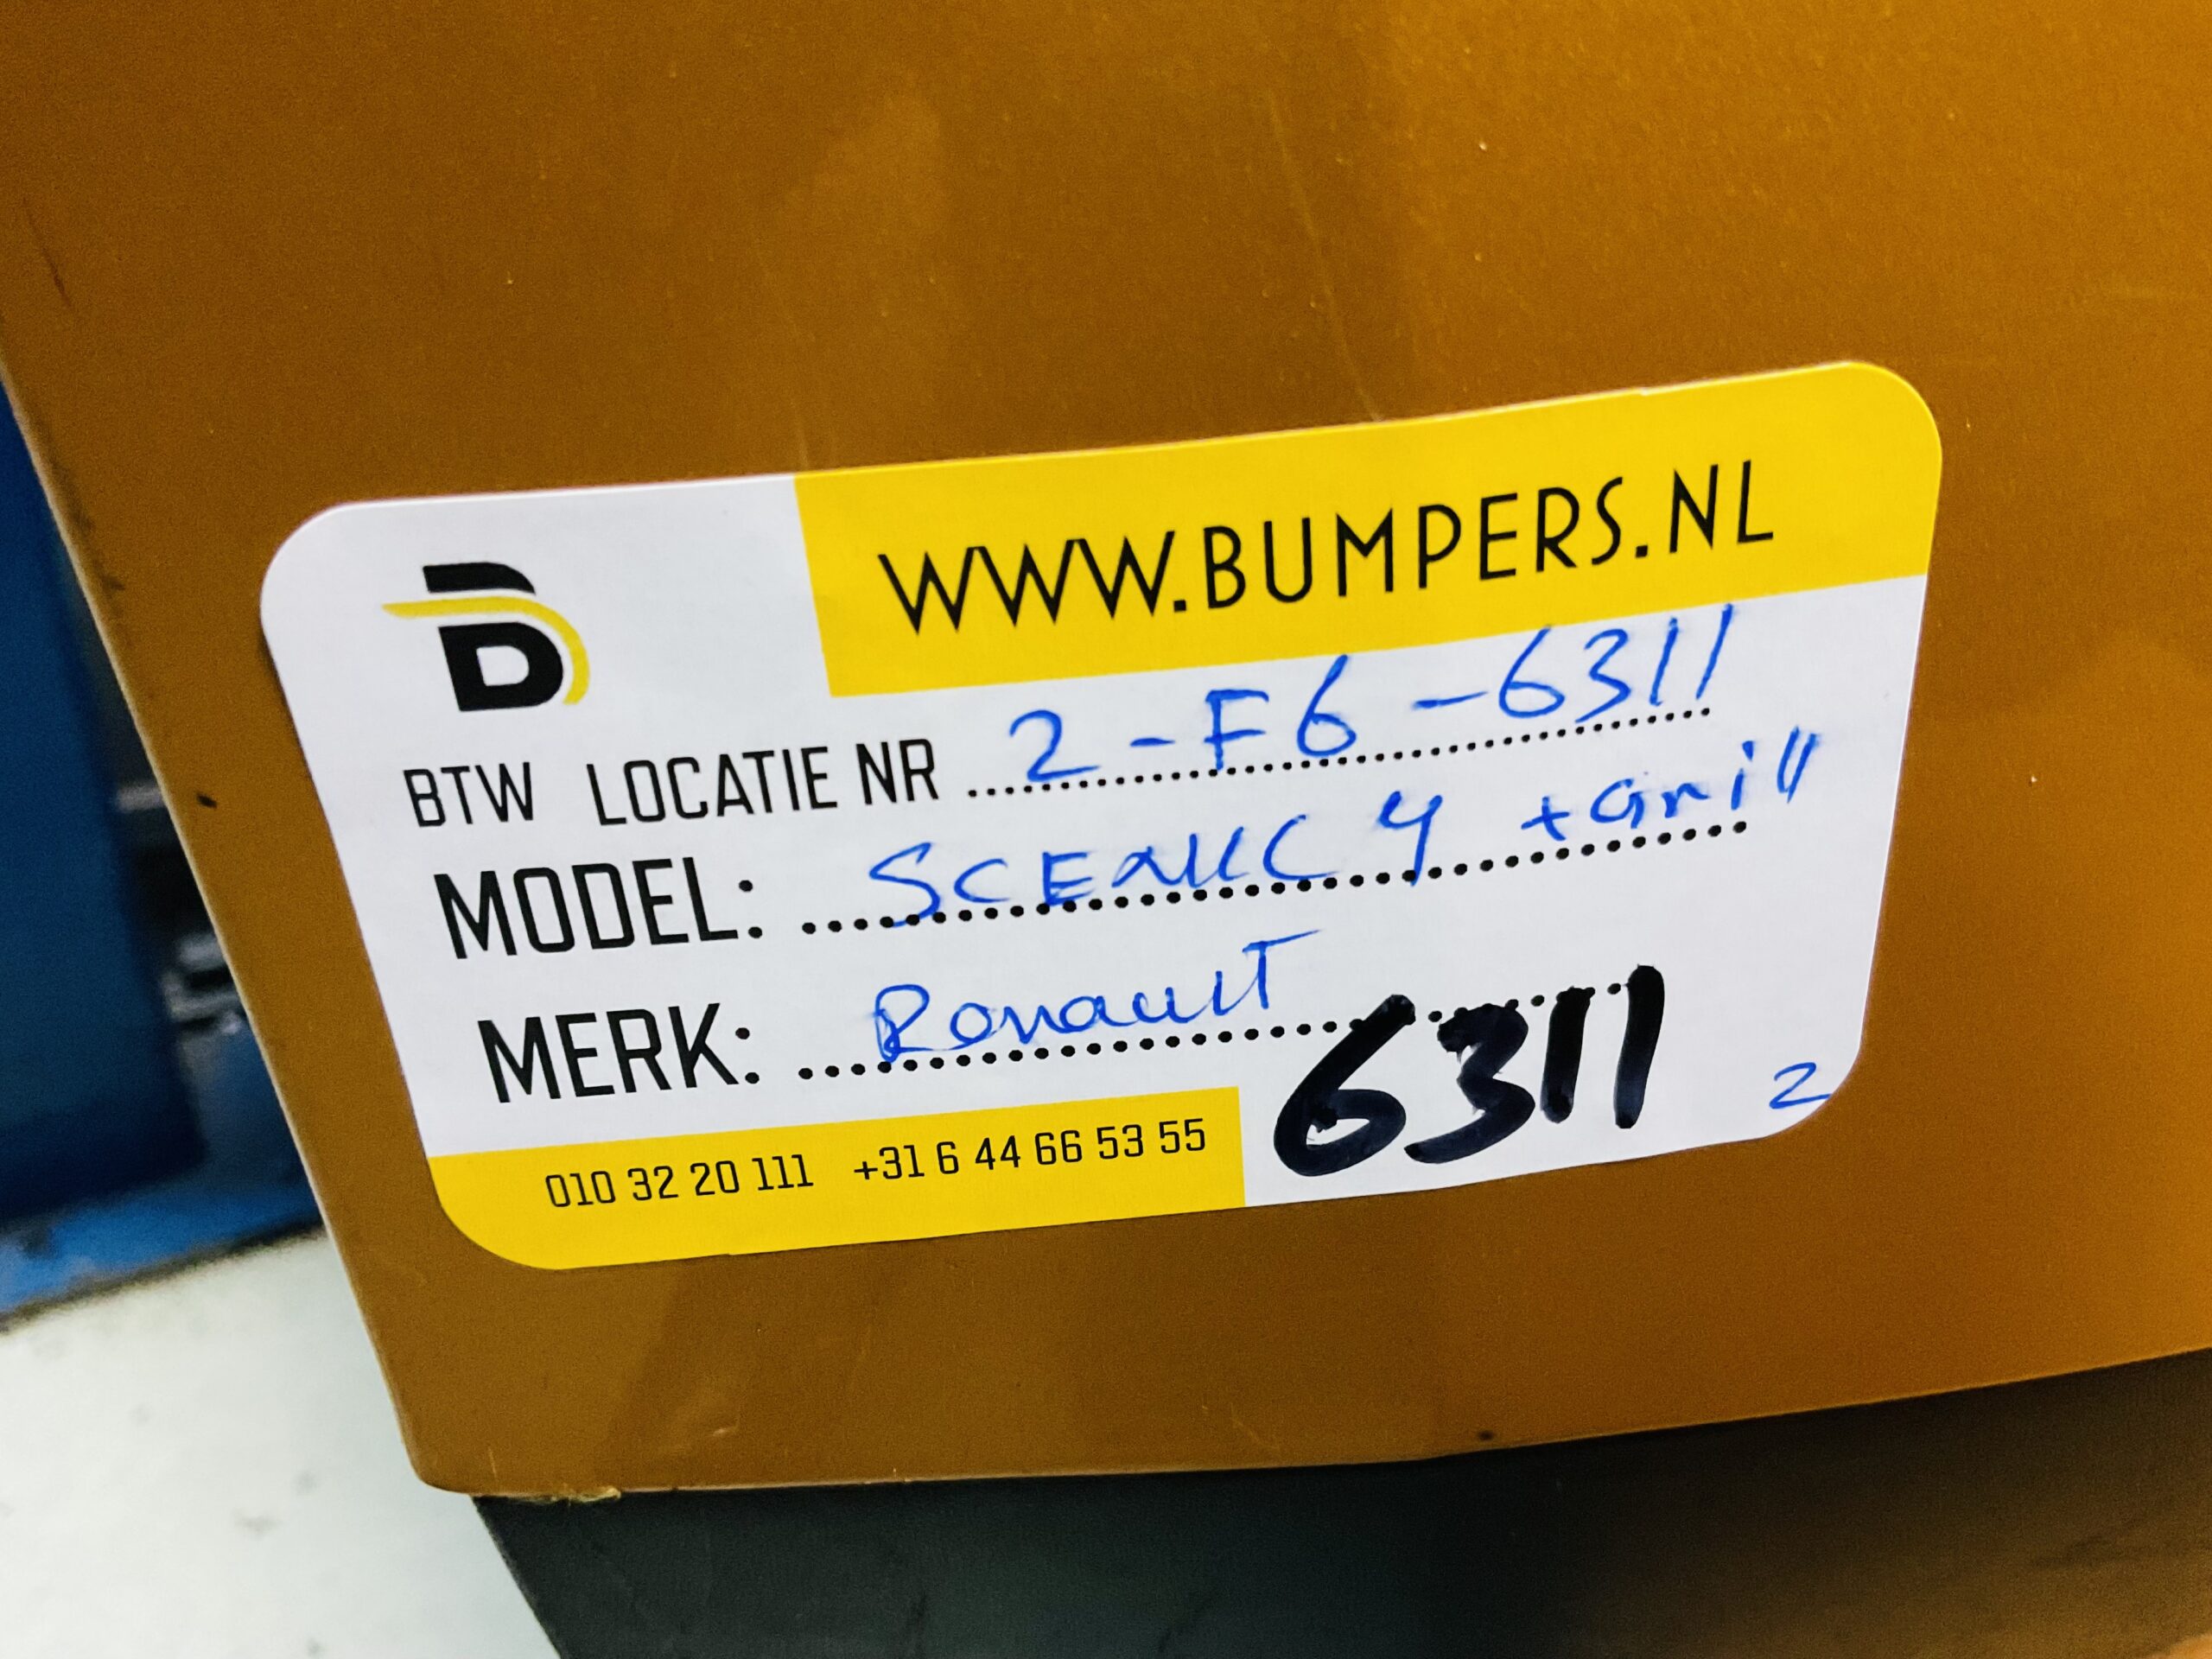 WWW.BUMPERS.NL
BTW LOCATIE NR 2-F6-6311
MODEL: SCENIC 4 +Grill
MERK: Renault
6311
2
010 32 20 111 +31 6 44 66 53 55